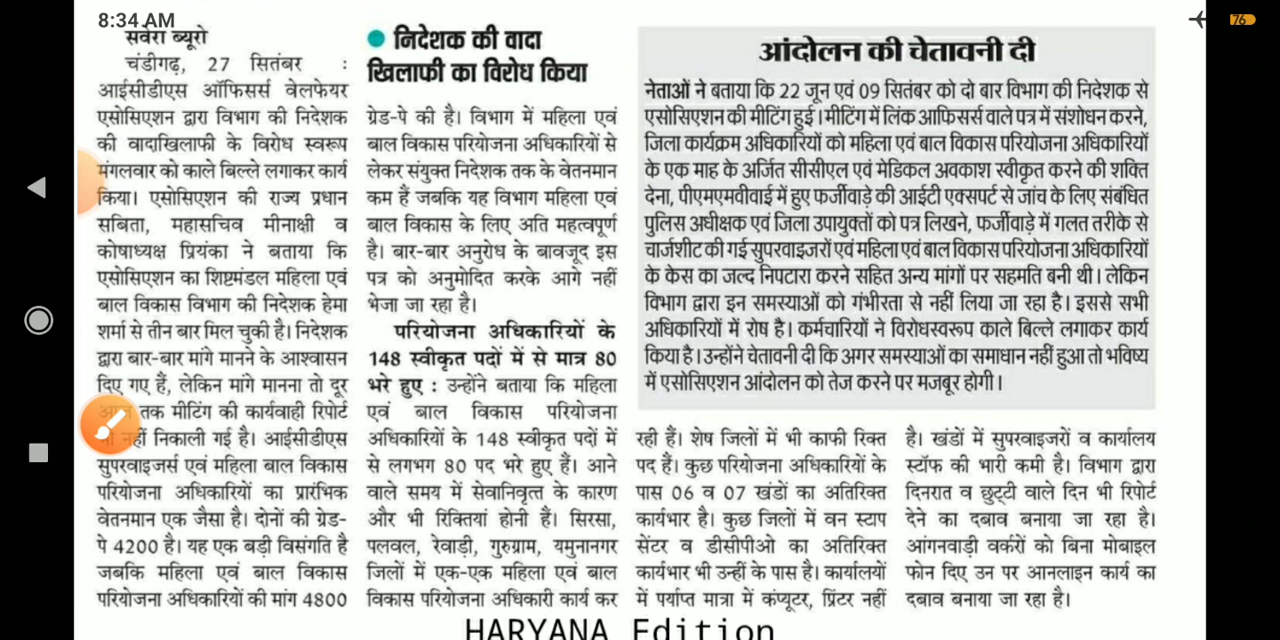 8:34 AM
76
सवेरा ब्यूरो
चंडीगढ़, 27 सितंबर :
आईसीडीएस ऑफिसर्स वेलफेयर
एसोसिएशन द्वारा विभाग की निदेशक
की वादाखिलाफी के विरोध स्वरूप
मंगलवार को काले बिल्ले लगाकर कार्य
किया। एसोसिएशन की राज्य प्रधान
सबिता, महासचिव मीनाक्षी व
कोषाध्यक्ष प्रियंका ने बताया कि
एसोसिएशन का शिष्टमंडल महिला एवं
बाल विकास विभाग की निदेशक हेमा
शर्मा से तीन बार मिल चुकी है। निदेशक
द्वारा बार-बार मांगे मानने के आश्वासन
दिए गए हैं, लेकिन मांगे मानना तो दूर
तक मीटिंग की कार्यवाही रिपोर्ट
नहीं निकाली गई है। आईसीडीएस
सुपरवाइजर्स एवं महिला बाल विकास
परियोजना अधिकारियों का प्रारंभिक
वेतनमान एक जैसा है। दोनों की ग्रेड-
पे 4200 है। यह एक बड़ी विसंगति है
जबकि महिला एवं बाल विकास
परियोजना अधिकारियों की मांग 4800
निदेशक की वादा
खिलाफी का विरोध किया
ग्रेड-पे की है। विभाग में महिला एवं
बाल विकास परियोजना अधिकारियों से
लेकर संयुक्त निदेशक तक के वेतनमान
कम हैं जबकि यह विभाग महिला एवं
बाल विकास के लिए अति महत्वपूर्ण
है। बार-बार अनुरोध के बावजूद इस
पत्र को अनुमोदित करके आगे नहीं
भेजा जा रहा है।
परियोजना अधिकारियों के
148 स्वीकृत पदों में से मात्र 80
भरे हुए : उन्होंने बताया कि महिला
एवं बाल विकास परियोजना
अधिकारियों के 148 स्वीकृत पदों में
से लगभग 80 पद भरे हुए हैं। आने
वाले समय में सेवानिवृत्त के कारण
और भी रिक्तियां होनी है। सिरसा,
पलवल, रेवाड़ी, गुरुग्राम, यमुनानगर
जिलों में एक-एक महिला एवं बाल
विकास परियोजना अधिकारी कार्य कर
आंदोलन की चेतावनी दी
नेताओं ने बताया कि 22 जून एवं 09 सितंबर को दो बार विभाग की निदेशक से
एसोसिएशन की मीटिंग हुई। मीटिंग में लिंक आफिसर्स वाले पत्र में संशोधन करने,
जिला कार्यक्रम अधिकारियों को महिला एवं बाल विकास परियोजना अधिकारियों
के एक माह के अर्जित सीसीएल एवं मेडिकल अवकाश स्वीकृत करने की शक्ति
देना, पीएमएमवीवाई में हुए फर्जीवाड़े की आईटी एक्सपर्ट से जांच के लिए संबंधित
पुलिस अधीक्षक एवं जिला उपायुक्तों को पत्र लिखने, फर्जीवाड़े में गलत तरीके से
चार्जशीट की गई सुपरवाइजरों एवं महिला एवं बाल विकास परियोजना अधिकारियों
के केस का जल्द निपटारा करने सहित अन्य मांगों पर सहमति बनी थी। लेकिन
विभाग द्वारा इन समस्याओं को गंभीरता से नहीं लिया जा रहा है। इससे सभी
अधिकारियों में रोष है। कर्मचारियों ने विरोधस्वरूप काले बिल्ले लगाकर कार्य
किया है। उन्होंने चेतावनी दी कि अगर समस्याओं का समाधान नहीं हुआ तो भविष्य
में एसोसिएशन आंदोलन को तेज करने पर मजबूर होगी।
रही हैं। शेष जिलों में भी काफी रिक्त
पद हैं। कुछ परियोजना अधिकारियों के
पास 06 व 07 खंडों का अतिरिक्त
कार्यभार है। कुछ जिलों में वन स्टाप
सेंटर व डीसीपीओ का अतिरिक्त
कार्यभार भी उन्हीं के पास है। कार्यालयों
में पर्याप्त मात्रा में कंप्यूटर, प्रिंटर नहीं
है। खंडों में सुपरवाइजरों व कार्यालय
स्टॉफ की भारी कमी है। विभाग द्वारा
दिनरात व छुट्टी वाले दिन भी रिपोर्ट
देने का दबाव बनाया जा रहा है।
आंगनवाड़ी वर्करों को बिना मोबाइल
फोन दिए उन पर आनलाइन कार्य का
दबाव बनाया जा रहा है।
HARYANA Edition